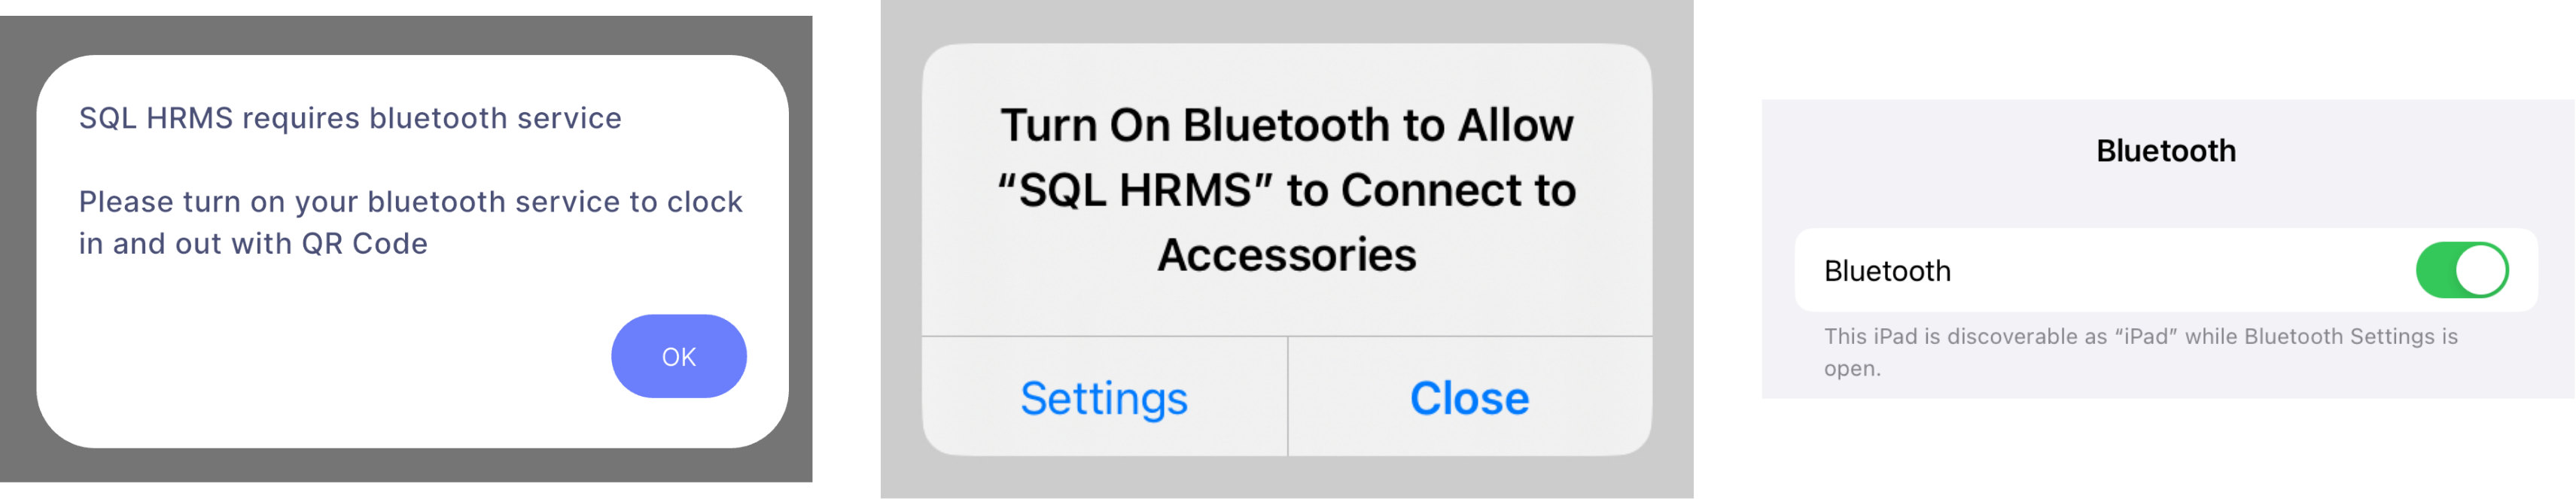 SQL HRMS requires bluetooth service
Please turn on your bluetooth service to clock
in and out with QR Code
OK
Turn On Bluetooth to Allow
“SQL HRMS” to Connect to
Accessories
Settings
Close
Bluetooth
Bluetooth
This iPad is discoverable as “iPad” while Bluetooth Settings is
open.